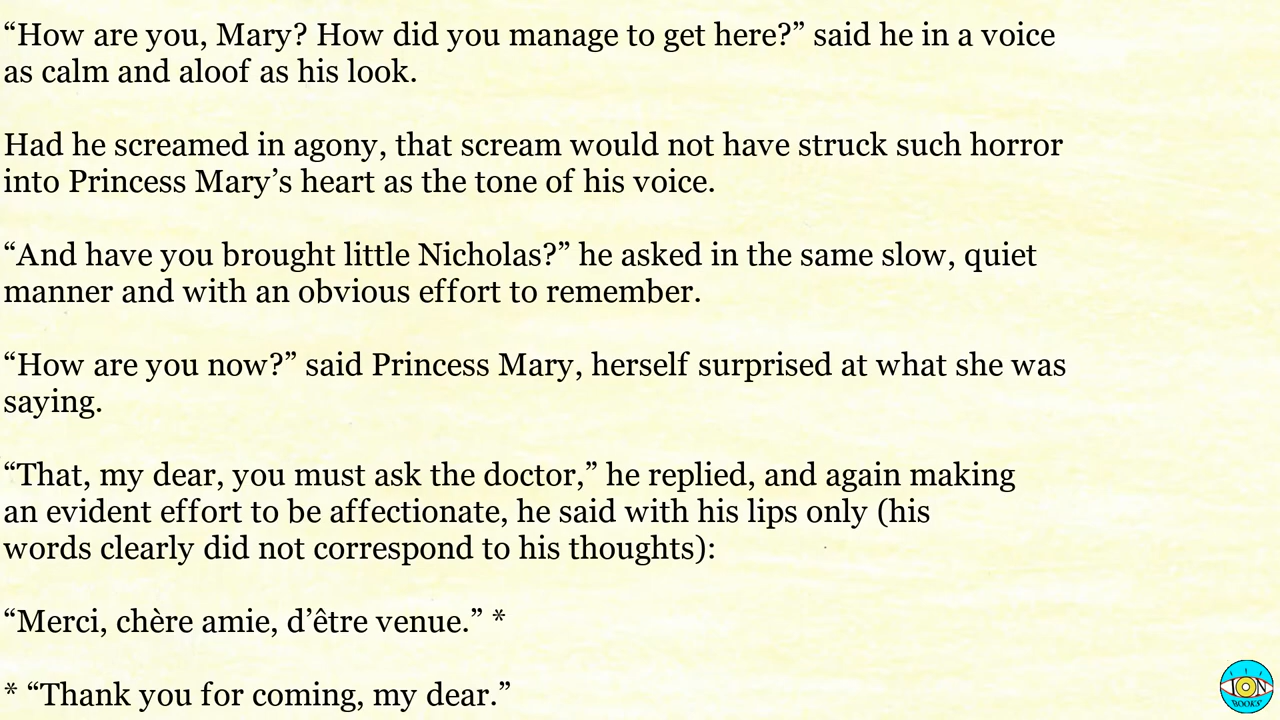 “How are you, Mary? How did you manage to get here?” said he in a voice
as calm and aloof as his look.
Had he screamed in agony, that scream would not have struck such horror
into Princess Mary’s heart as the tone of his voice.
“And have you brought little Nicholas?” he asked in the same slow, quiet
manner and with an obvious effort to remember.
“How are you now?” said Princess Mary, herself surprised at what she was
saying.
“That, my dear, you must ask the doctor,” he replied, and again making
an evident effort to be affectionate, he said with his lips only (his
words clearly did not correspond to his thoughts):
“Merci, chère amie, d’être venue.” *
* “Thank you for coming, my dear.”
ION
BOOKS